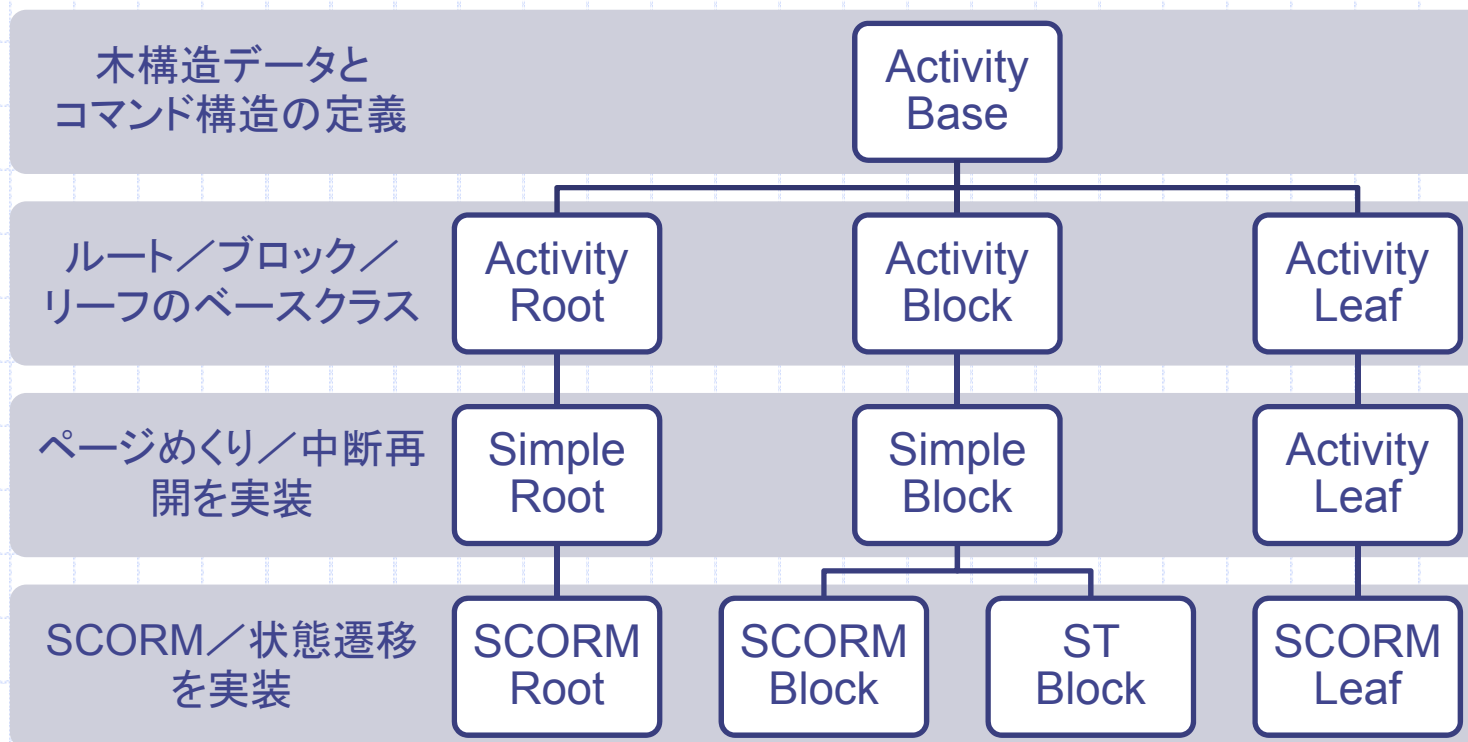 木構造データと
コマンド構造の定義
Activity
Base
ルート／ブロック／
リーフのベースクラス
Activity
Root
Activity
Block
Activity
Leaf
ページめくり／中断再
開を実装
Simple
Root
Simple
Block
Activity
Leaf
SCORM／状態遷移
を実装
SCORM
Root
SCORM
Block
ST
Block
SCORM
Leaf